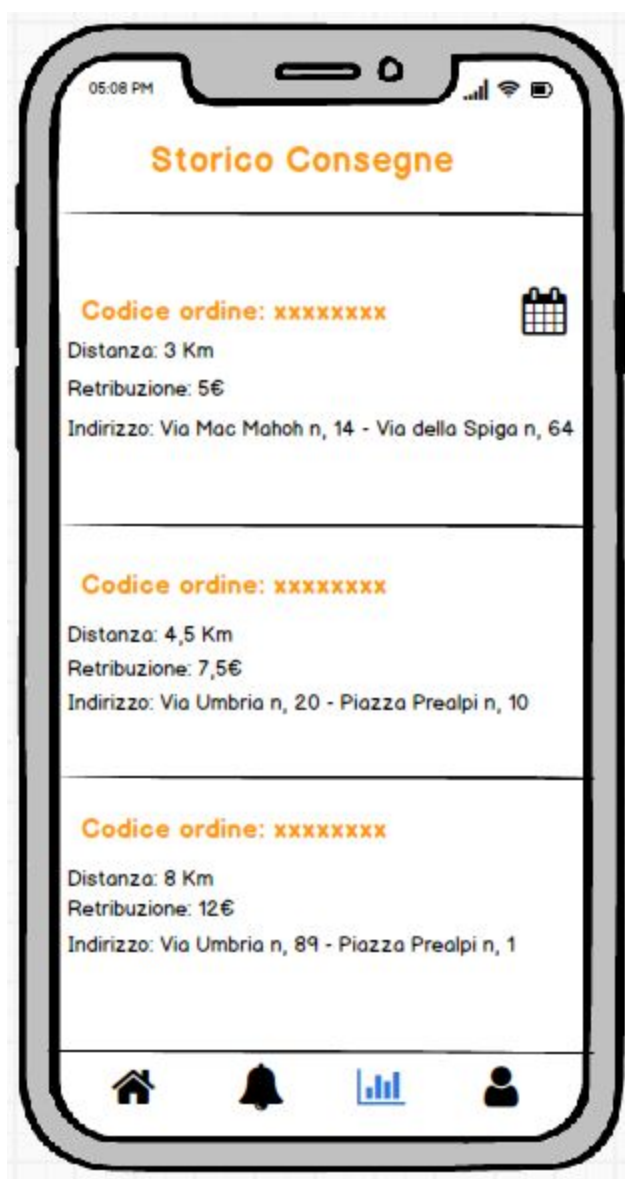 05:08 PM
Storico Consegne
Codice ordine: xxxxxxxx
Distanza: 3 Km
Retribuzione: 5€
Indirizzo: Via Mac Mahoh n, 14 - Via della Spiga n, 64
Codice ordine: xxxxxxxx
Distanza: 4,5 Km
Retribuzione: 7,5€
Indirizzo: Via Umbria n, 20 - Piazza Prealpi n, 10
Codice ordine: xxxxxxxx
Distanza: 8 Km
Retribuzione: 12€
Indirizzo: Via Umbria n, 89 - Piazza Prealpi n, 1